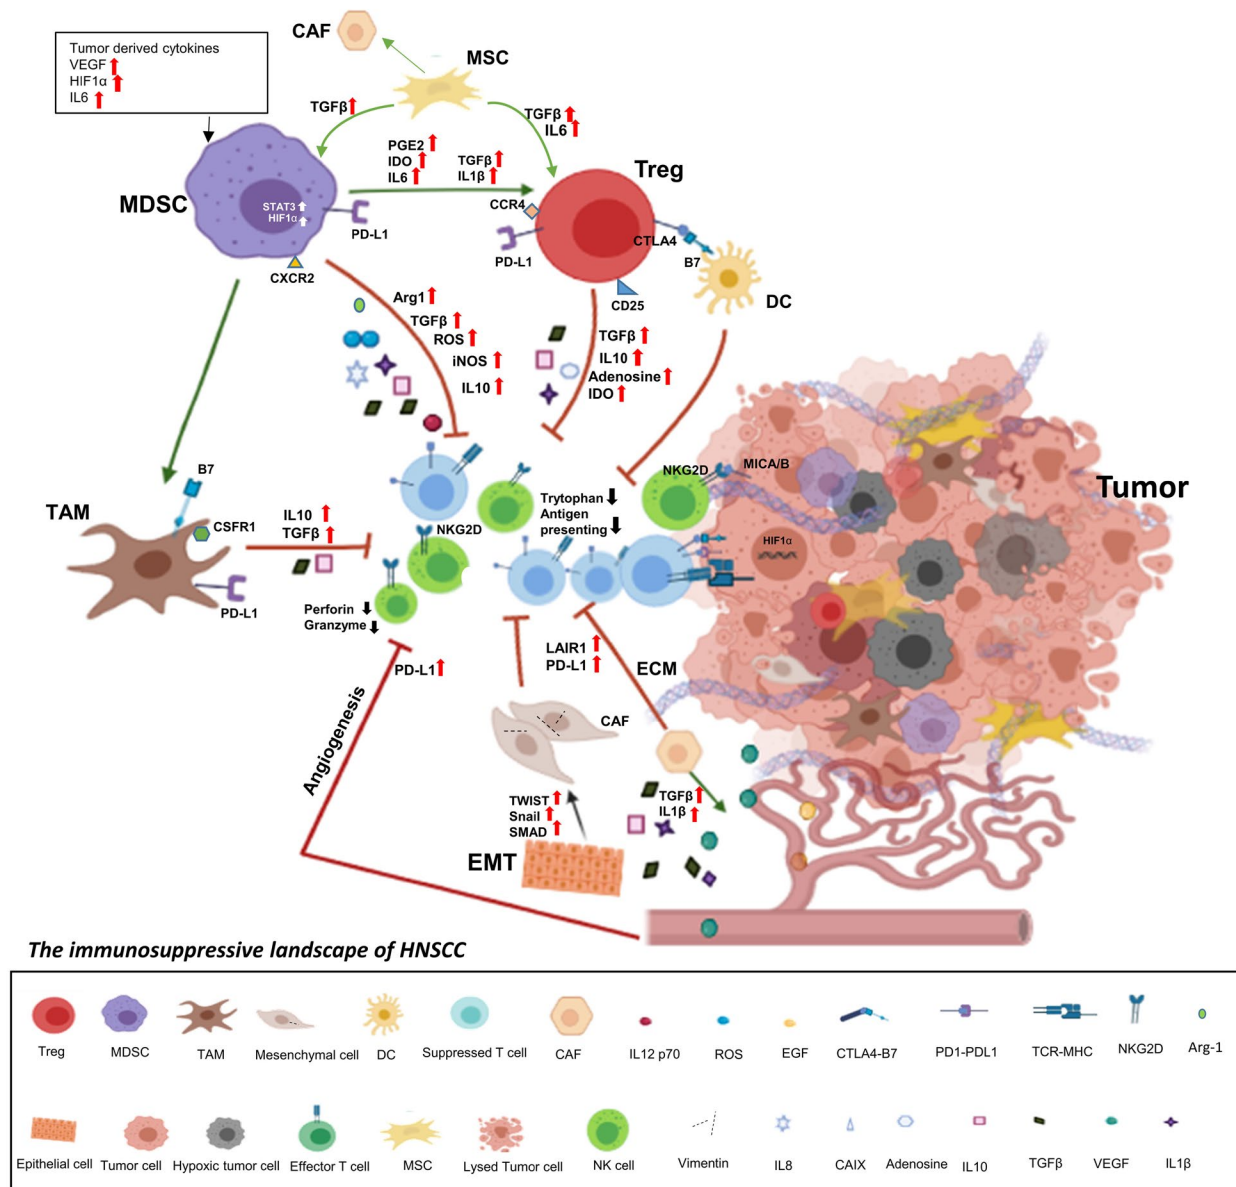 CAF
MSC
Tumor derived cytokines
VEGF
HIF1α
IL6
TGFβ
TGFβ
IL6
PGE2
IDO
IL6
TGFβ
IL1β
Treg
MDSC
STAT3
HIF1α
PD-L1
CXCR2
CCR4
PD-L1
CTLA4
B7
CD25
DC
Arg1
TGFβ
ROS
iNOS
IL10
TGFβ
IL10
Adenosine
IDO
B7
TAM
CSFR1
PD-L1
IL10
TGFβ
NKG2D
Trytophan
Antigen
presenting
NKG2D
MICA/B
Tumor
HIF1α
Perforin
Granzyme
PD-L1
Angiogenesis
LAIR1
PD-L1
ECM
CAF
TWIST
Snail
SMAD
EMT
TGFβ
IL1β
The immunosuppressive landscape of HNSCC
Treg
MDSC
TAM
Mesenchymal cell
DC
Suppressed T cell
CAF
IL12 p70
ROS
EGF
CTLA4-B7
PD1-PDL1
TCR-MHC
NKG2D
Arg-1
Epithelial cell
Tumor cell
Hypoxic tumor cell
Effector T cell
MSC
Lysed Tumor cell
NK cell
Vimentin
IL8
CAIX
Adenosine
IL10
TGFβ
VEGF
IL1β